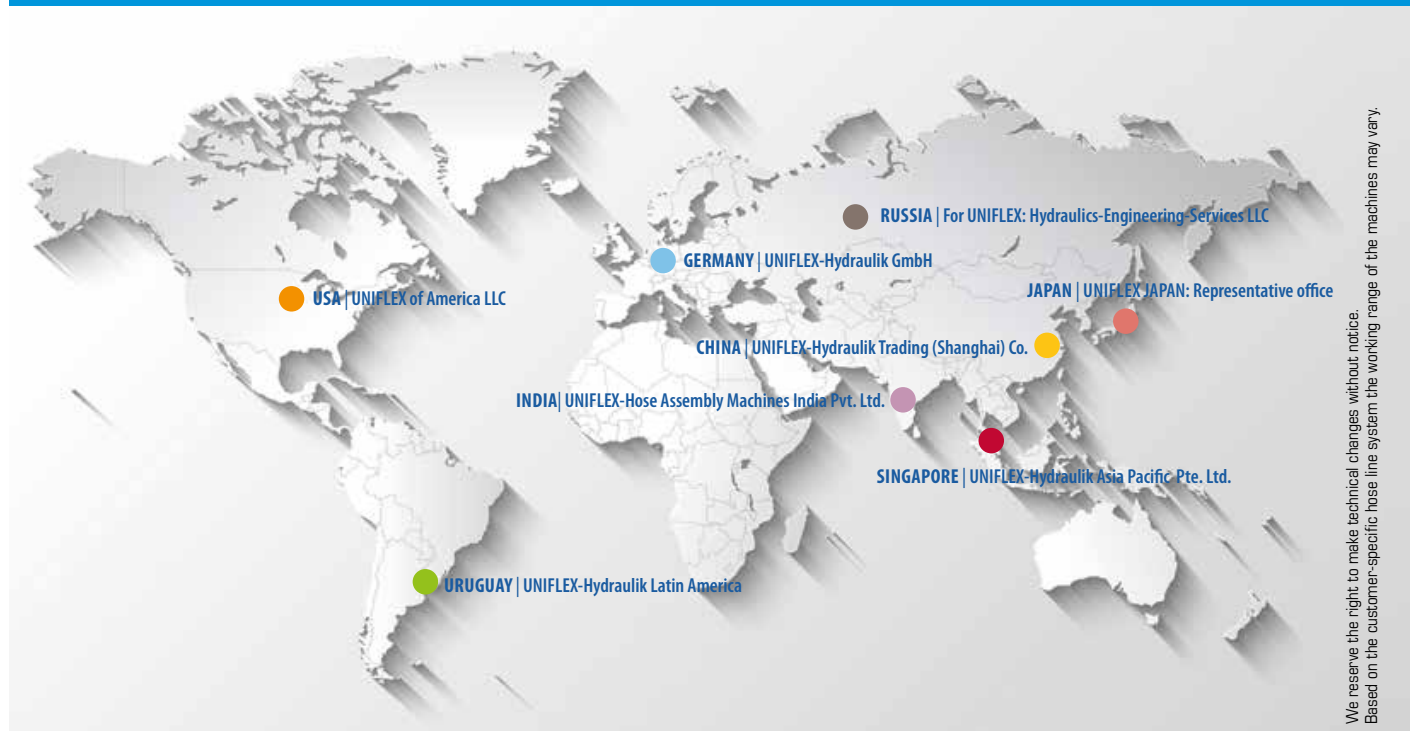 RUSSIA | For UNIFLEX: Hydraulics-Engineering-Services LLC
GERMANY | UNIFLEX-Hydraulik GmbH
USA | UNIFLEX of America LLC
JAPAN | UNIFLEX JAPAN: Representative office
CHINA | UNIFLEX-Hydraulik Trading (Shanghai) Co.
INDIA| UNIFLEX-Hose Assembly Machines India Pvt. Ltd.
SINGAPORE | UNIFLEX-Hydraulik Asia Pacific Pte. Ltd.
URUGUAY | UNIFLEX-Hydraulik Latin America
We reserve the right to make technical changes without notice.
Based on the customer-specific hose line system the working range of the machines may vary.